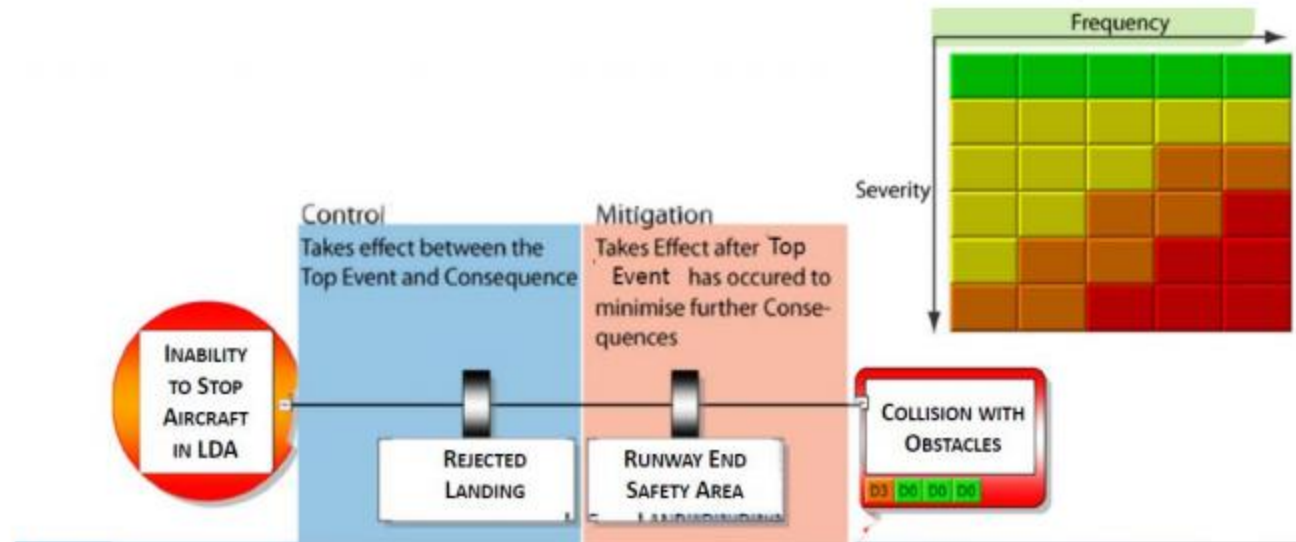 Frequency
Severity
Control
Takes effect between the
Top Event and Consequence
Mitigation
Takes Effect after Top
Event has occured to
minimise further Conse-
quences
INABILITY
TO STOP
AIRCRAFT
IN LDA
REJECTED
LANDING
RUNWAY END
SAFETY AREA
COLLISION WITH
OBSTACLES
D3 D0 D0 D0